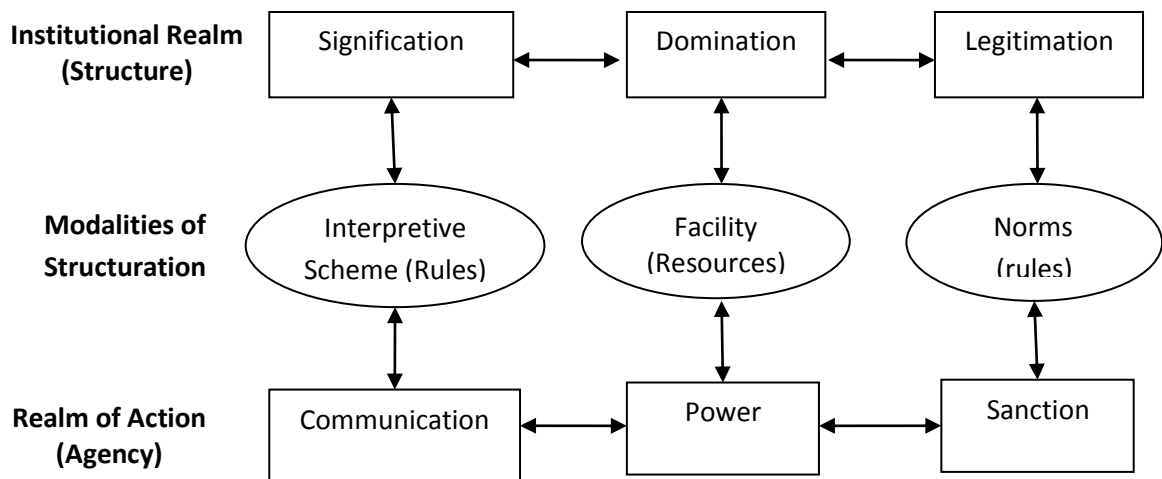 Institutional Realm
(Structure)
Signification
Domination
Legitimation
Modalities of
Structuration
Interpretive
Scheme (Rules)
Facility
(Resources)
Norms
(rules)
Realm of Action
(Agency)
Communication
Power
Sanction